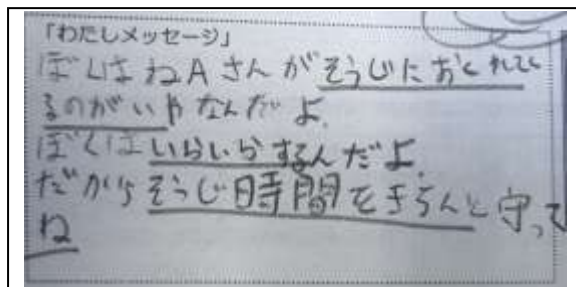 「わたしメッセージ」
ぼくはねAさんがそうじにおくれてく
るのがいやなんだよ.
ぼくはいらいらするんだよ.
だからそうじ時間をきちんと守って
ね